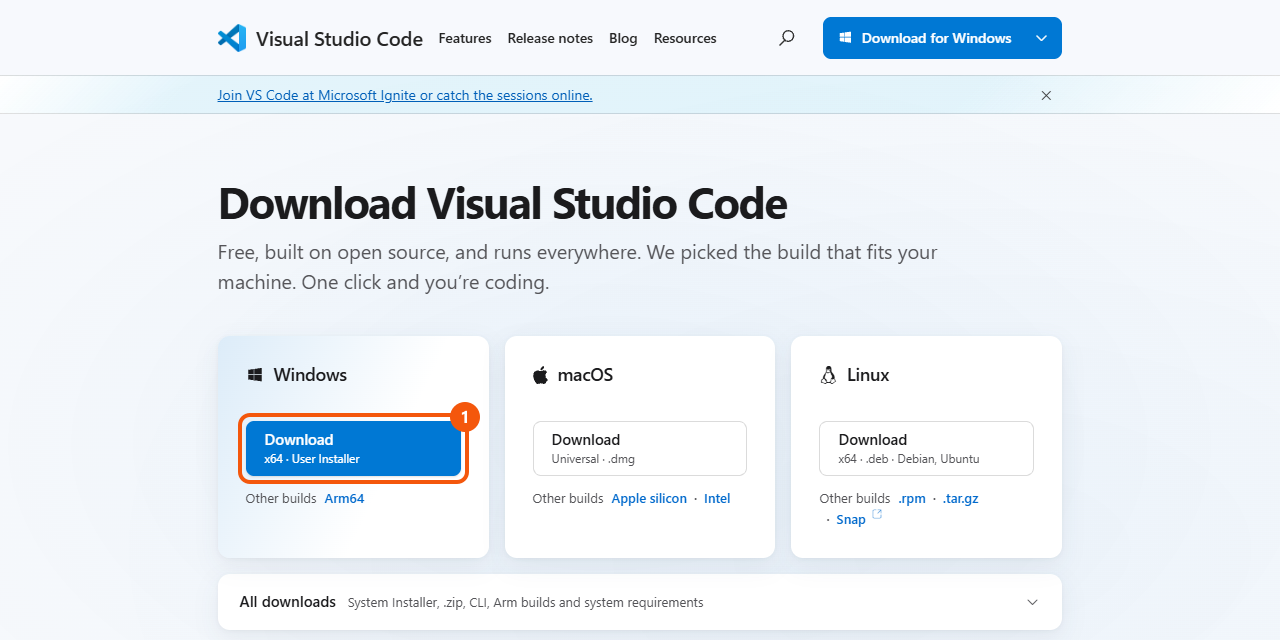 Visual Studio Code Features Release notes Blog Resources Download for Windows
Join VS Code at Microsoft Ignite or catch the sessions online.
Download Visual Studio Code
Free, built on open source, and runs everywhere. We picked the build that fits your
machine. One click and you’re coding.
Windows
1
Download
x64 · User Installer
Other builds Arm64
macOS
Download
Universal · .dmg
Other builds Apple silicon · Intel
Linux
Download
x64 · .deb · Debian, Ubuntu
Other builds .rpm · .tar.gz
· Snap
All downloads System Installer, .zip, CLI, Arm builds and system requirements